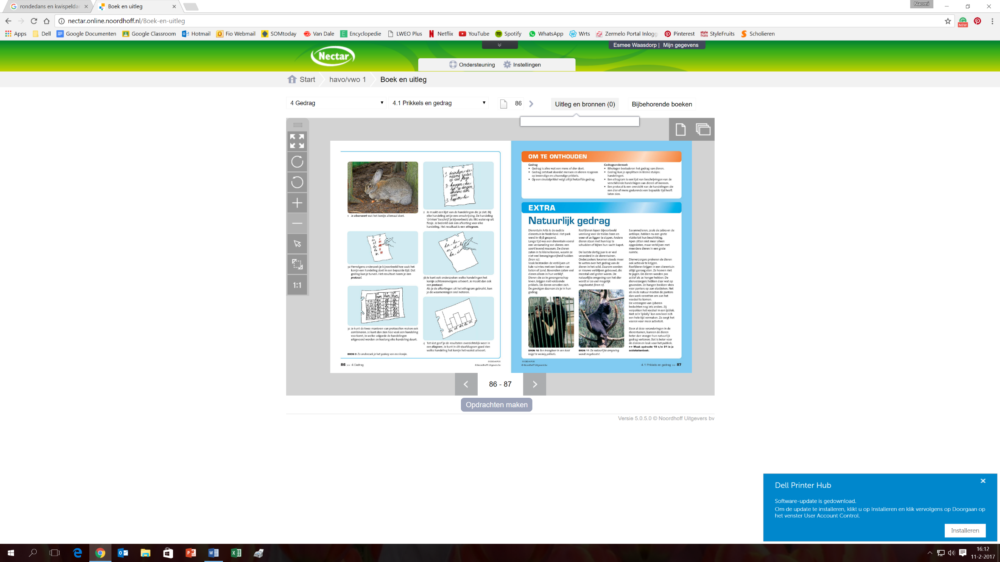 rondedans en kwispeldan
Boek en uitleg
Naomi
nectar.online.noordhoff.nl/Boek-en-uitleg
NEW
Apps Dell Google Documenten Google Classroom Hotmail Fio Webmail SOMtoday Van Dale Encyclopedie LWEO Plus Netflix YouTube Spotify WhatsApp Wrts Zermelo Portal Inlogg Pinterest StyleFruits Scholieren
Nectar
Esmee Waasdorp | Mijn gegevens
Ondersteuning Instellingen
Start havo/vwo 1 Boek en uitleg
4 Gedrag 4.1 Prikkels en gedrag 86 Uitleg en bronnen (0) Bijbehorende boeken
1:1
1 drinken=dr=
neemt water
op uit flesje.
2 knagen=kn=
bijt op dingen,
anders dan
voer.
3 hippen=hi=
1 Je observeert wat het konijn allemaal doet.
2 Je maakt een lijst van de handelingen die je ziet. Bij
elke handeling zet je een omschrijving. De handeling
'drinken' beschrijf je bijvoorbeeld als: likt water op uit
flesje. Je bedenkt ook een afkorting voor elke
handeling. Het resultaat is een ethogram.
3a Vervolgens onderzoek je bijvoorbeeld hoe vaak het
konijn een handeling doet in een bepaalde tijd. Dat
gedrag kun je turven. Het resultaat noem je een
protocol.
3b Je kunt ook onderzoeken welke handelingen het
konijn achtereenvolgens uitvoert. Je maakt dan ook
een protocol.
Als je de afkortingen uit het ethogram gebruikt, kun
je de waarnemingen snel noteren.
3c Je kunt de twee manieren van protocollen maken ook
combineren. Je kunt dan zien hoe vaak een handeling
voorkomt, in welke volgorde de handelingen
uitgevoerd worden en hoelang elke handeling duurt.
dr et kn hi sn
4 Tot slot geef je de resultaten overzichtelijk weer in
een diagram. Je kunt in dit staafdiagram goed zien
welke handeling het konijn het vaakst uitvoert.
BRON 9 Zo onderzoek je het gedrag van een konijn.
86 >> 4 Gedrag
© Noordhoff Uitgevers bv
OM TE ONTHOUDEN
Gedrag
• Gedrag is alles wat een mens of dier doet.
• Gedrag ontstaat doordat mensen en dieren reageren
op inwendige en uitwendige prikkels.
• Op een sleutelprikkel volgt altijd hetzelfde gedrag.
Gedragsonderzoek
• Ethologen bestuderen het gedrag van dieren.
• Gedrag kun je opsplitsen in kleine stukjes:
handelingen.
• Een ethogram is een lijst van beschrijvingen van de
verschillende handelingen van dieren of mensen.
• Een protocol is een overzicht van de handelingen die
een dier of mens gedurende een bepaalde tijd heeft
laten zien.
EXTRA
Natuurlijk gedrag
Dierentuin Artis is de oudste
dierentuin in Nederland. Het park
werd in 1838 geopend.
Lange tijd was een dierentuin vooral
een verzameling van dieren: een
soort levend museum. De dieren
zaten in te kleine kooien, waarin ze
niet veel bewegingsvrijheid hadden
(bron 10).
Vaak bestonden de verblijven uit
kale ruimtes met een bodem van
beton of zand. Bovendien zaten veel
dieren alleen in hun verblijf.
Dieren die zo in gevangenschap
leven, krijgen niet voldoende
prikkels. De dieren vervelen zich.
De gevolgen daarvan zie je in hun
gedrag.
Roofdieren lopen bijvoorbeeld
urenlang voor de tralies heen en
weer of ze liggen te slapen. Andere
dieren staan met hun kop te
schudden of bijten hun vacht kapot.
De laatste dertig jaar is er veel
veranderd in de dierentuinen.
Onderzoekers kwamen steeds meer
te weten over het gedrag van de
dieren in het wild. Daarom werden
er nieuwe verblijven gebouwd, die
meestal veel groter waren. De
natuurlijke omgeving van het dier
wordt er zo veel mogelijk
nagebootst (bron 11).
Savannedieren, zoals de zebra en de
antilope, hebben nu een grote
vlakte tot hun beschikking.
Apen zitten niet meer alleen
opgesloten, maar verblijven met
meerdere dieren in een grote
ruimte.
Dierverzorgers proberen de dieren
ook actiever te krijgen.
Roofdieren krijgen in een dierentuin
altijd genoeg eten. Ze hoeven niet
te jagen. De dieren worden pas
actief als ze honger hebben. De
dierverzorgers hebben daar wat op
gevonden. Ze hangen brokken vlees
voor panters op aan elastieken. Net
als in de natuur moeten de panters
dan werk verzetten om aan het
voedsel te komen.
De verzorgers van ijsberen
bedachten nog iets anders. Zij
verpakken het voedsel in een ijsblok.
Met zo'n 'ijslolly' kan een beer zich
een hele tijd vermaken. Zo zorgt het
voeren voor meer activiteit.
Door al deze veranderingen in de
dierentuinen, kunnen de dieren
beter dan vroeger hun natuurlijk
gedrag vertonen. Dat is beter voor
de dieren en leuk voor het publiek.
>> Maak opdracht 19 t/m 21 in je
activiteitenboek.
BRON 10 Een kraagbeer in een kooi
krijgt te weinig prikkels.
BRON 11 De natuurlijke omgeving
wordt nagebootst.
© Noordhoff Uitgevers bv
4.1 Prikkels en gedrag >> 87
86 - 87
Opdrachten maken
Versie 5.0.5.0 © Noordhoff Uitgevers bv
Dell Printer Hub
Software-update is gedownload.
Om de update te installeren, klikt u op Installeren en klik vervolgens op Doorgaan op
het venster User Account Control.
Installeren
16:12
11-2-2017